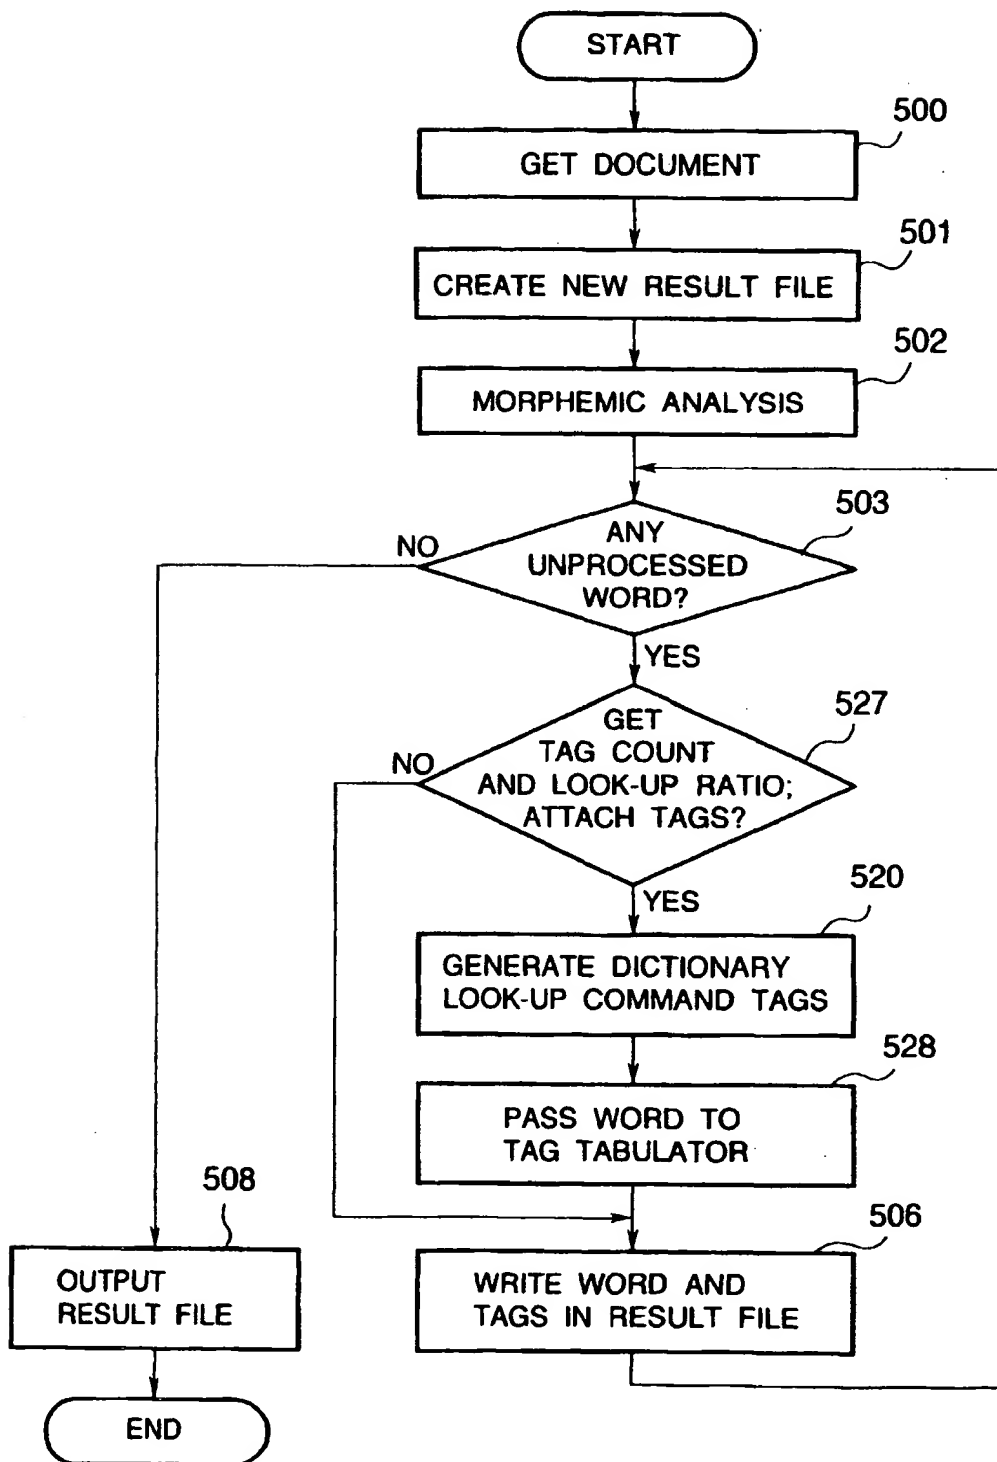 START
500
GET DOCUMENT
501
CREATE NEW RESULT FILE
502
MORPHEMIC ANALYSIS
503
NO
ANY
UNPROCESSED
WORD?
YES
527
NO
GET
TAG COUNT
AND LOOK-UP RATIO;
ATTACH TAGS?
YES
520
GENERATE DICTIONARY
LOOK-UP COMMAND TAGS
528
PASS WORD TO
TAG TABULATOR
508
OUTPUT
RESULT FILE
506
WRITE WORD AND
TAGS IN RESULT FILE
END